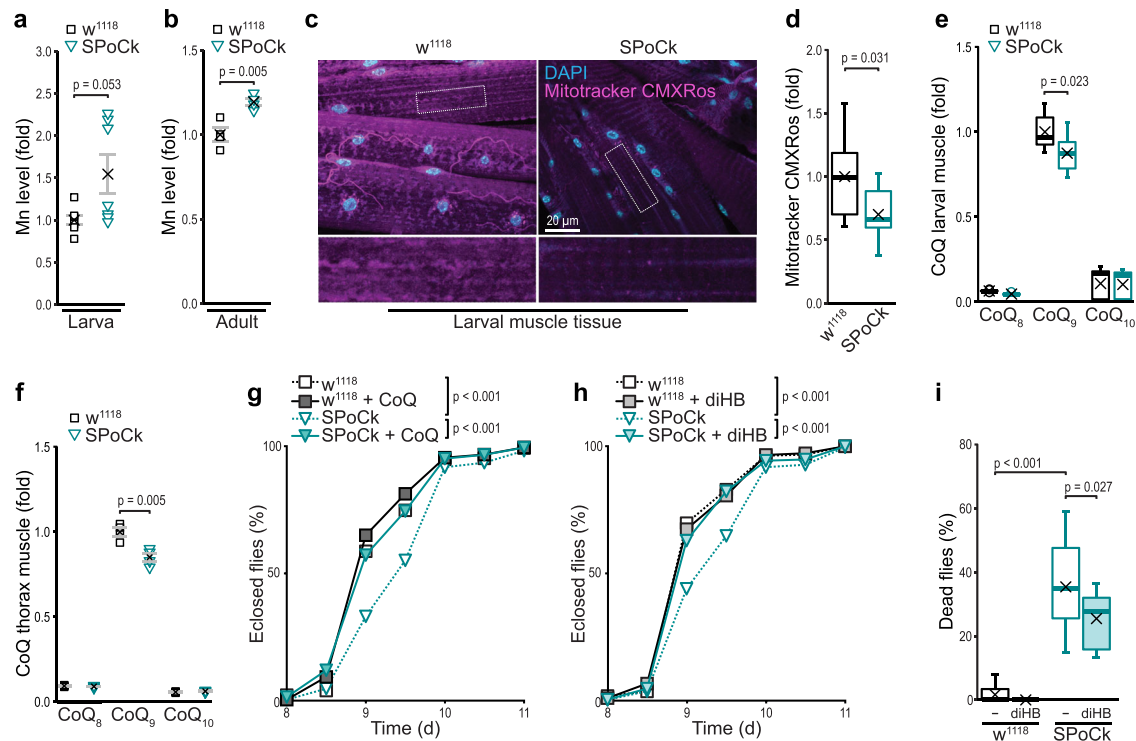 a
w1118
SPoCk
Mn level (fold)
3.0
2.5
2.0
1.5
1.0
0.5
0.0
p = 0.053
Larva
b
w1118
SPoCk
Mn level (fold)
1.5
1.0
0.5
0.0
p = 0.005
Adult
c
w1118
SPoCk
DAPI
Mitotracker CMXRos
20 µm
Larval muscle tissue
d
Mitotracker CMXRos (fold)
2.0
1.5
1.0
0.5
0.0
p = 0.031
w1118
SPoCk
e
w1118
SPoCk
CoQ larval muscle (fold)
1.5
1.0
0.5
0.0
p = 0.023
CoQ8
CoQ9
CoQ10
f
w1118
SPoCk
CoQ thorax muscle (fold)
1.5
1.0
0.5
0.0
p = 0.005
CoQ8
CoQ9
CoQ10
g
w1118
w1118 + CoQ
SPoCk
SPoCk + CoQ
p < 0.001
p < 0.001
Eclosed flies (%)
100
50
8 9 10 11
Time (d)
h
w1118
w1118 + diHB
SPoCk
SPoCk + diHB
p < 0.001
p < 0.001
Eclosed flies (%)
100
50
8 9 10 11
Time (d)
i
Dead flies (%)
80
60
40
20
0
p < 0.001
p = 0.027
– diHB – diHB
w1118 SPoCk